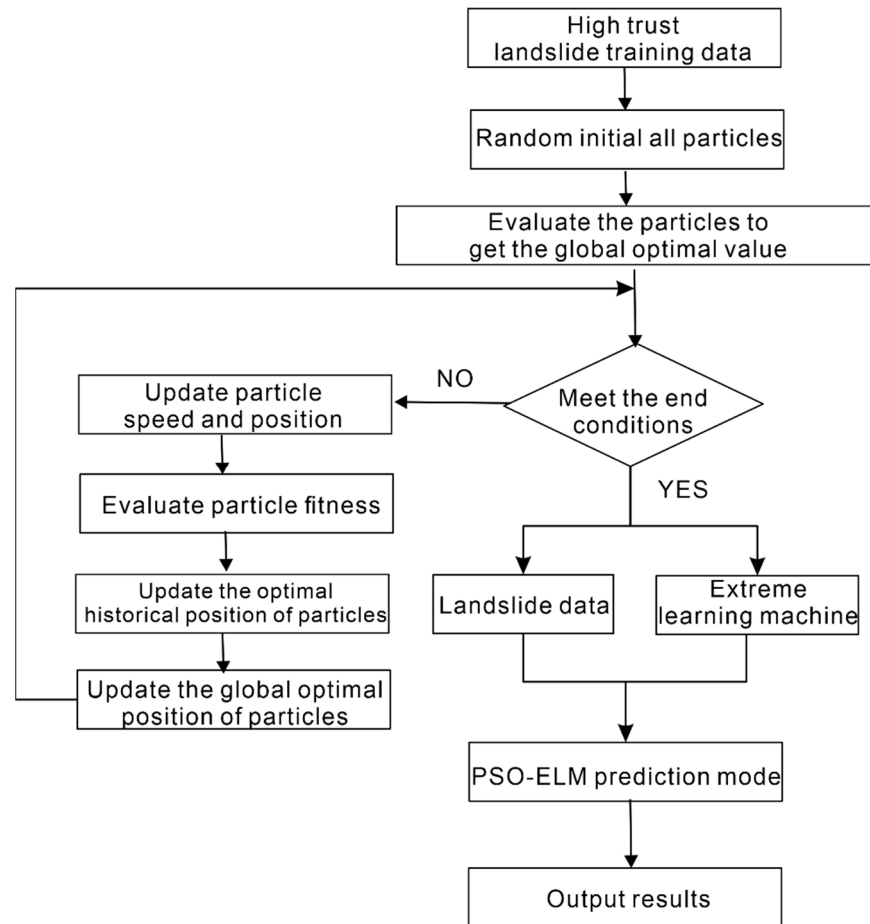 High trust
landslide training data
Random initial all particles
Evaluate the particles to
get the global optimal value
Meet the end
conditions
NO
Update particle
speed and position
Evaluate particle fitness
Update the optimal
historical position of particles
Update the global optimal
position of particles
YES
Landslide data
Extreme
learning machine
PSO-ELM prediction mode
Output results